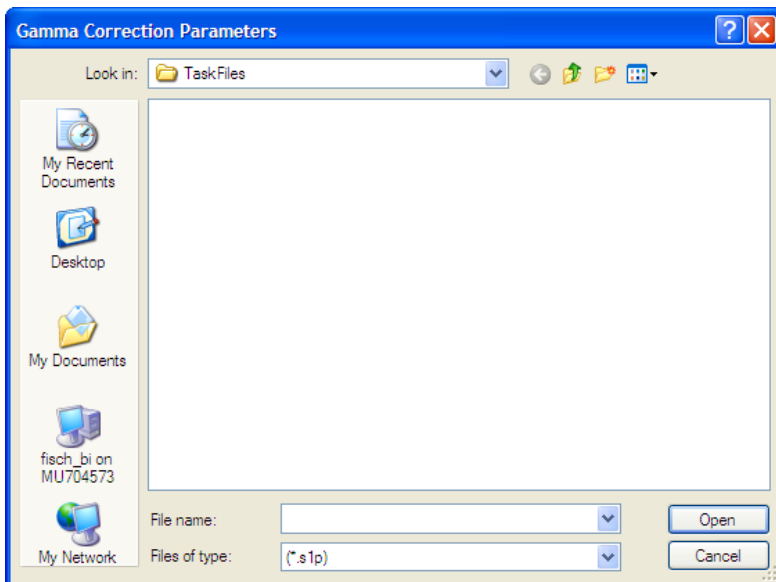 Gamma Correction Parameters
Look in: TaskFiles
My Recent
Documents
Desktop
My Documents
fisch_bi on
MU704573
My Network
File name:
Open
Files of type: (*.s1p)
Cancel